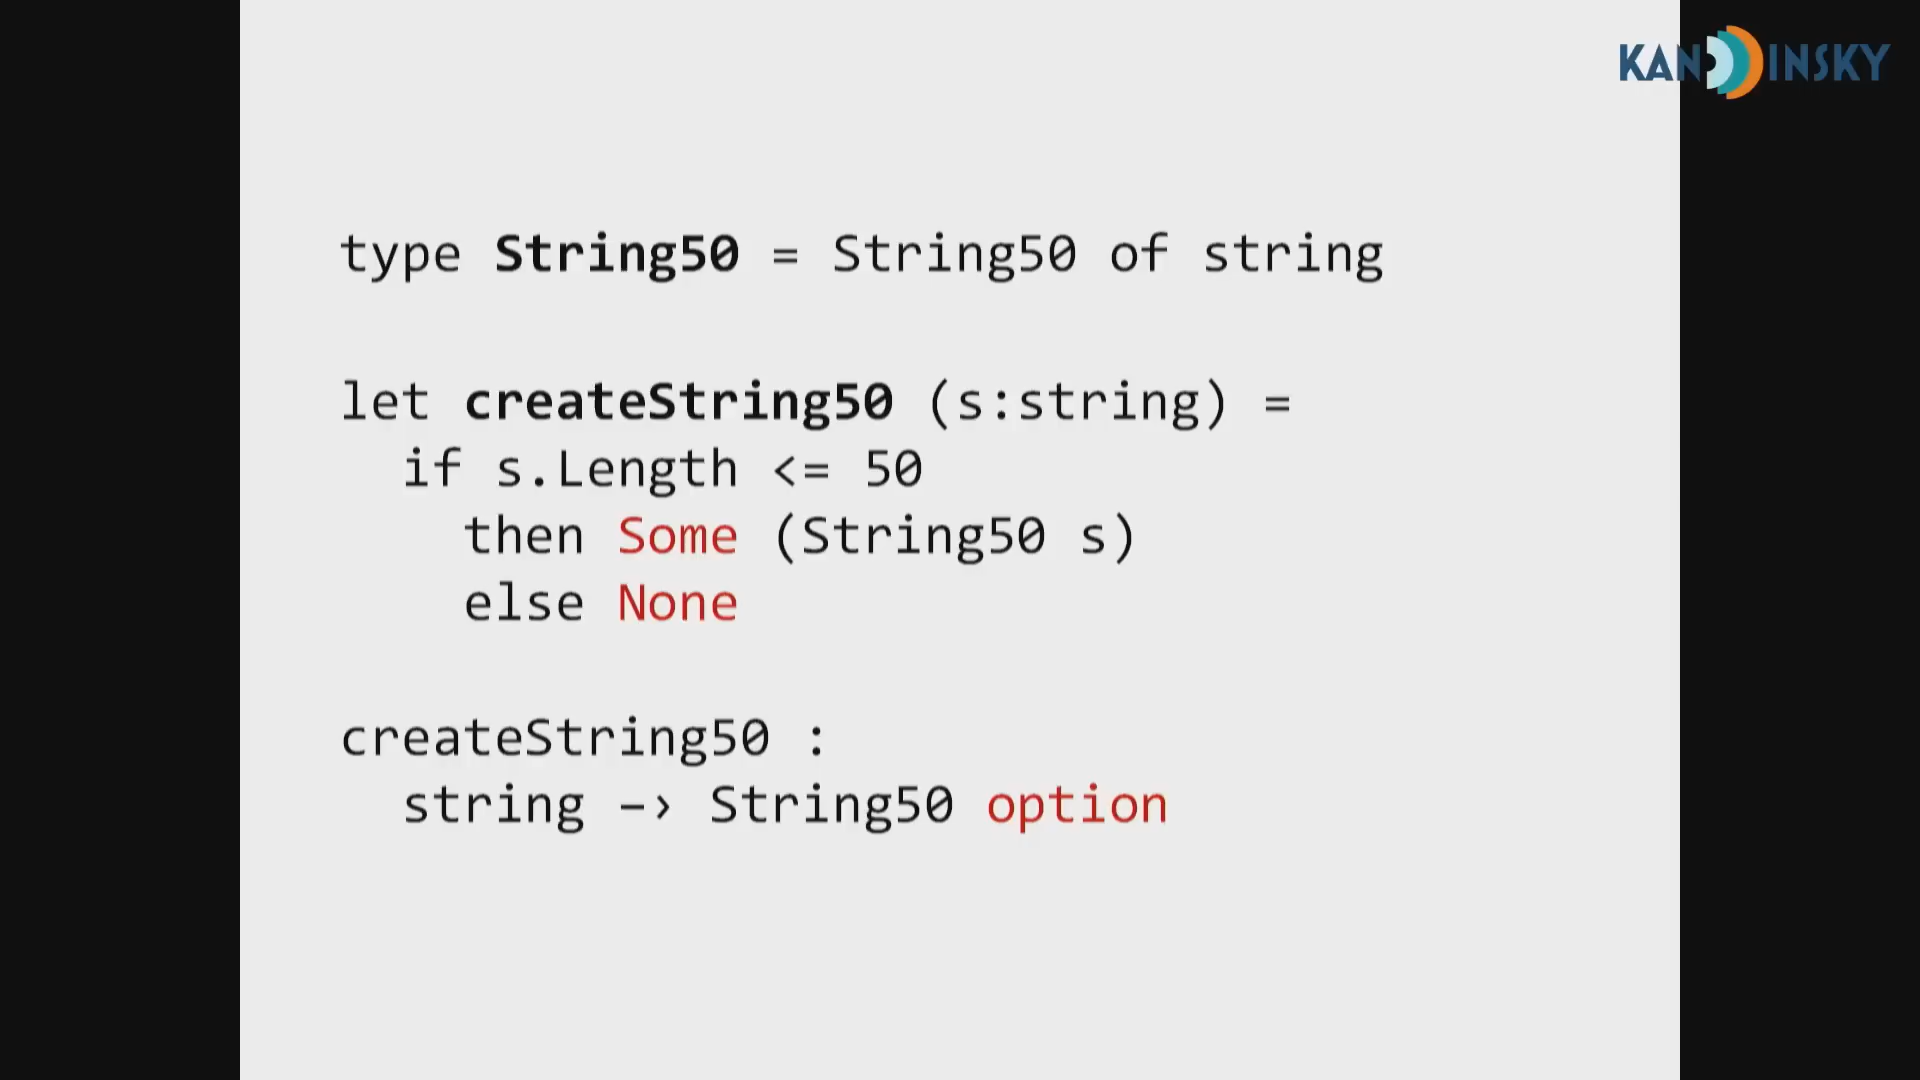 KANDDINSKY
type String50 = String50 of string
let createString50 (s:string) =
if s.Length <= 50
then Some (String50 s)
else None
createString50 :
string –> String50 option